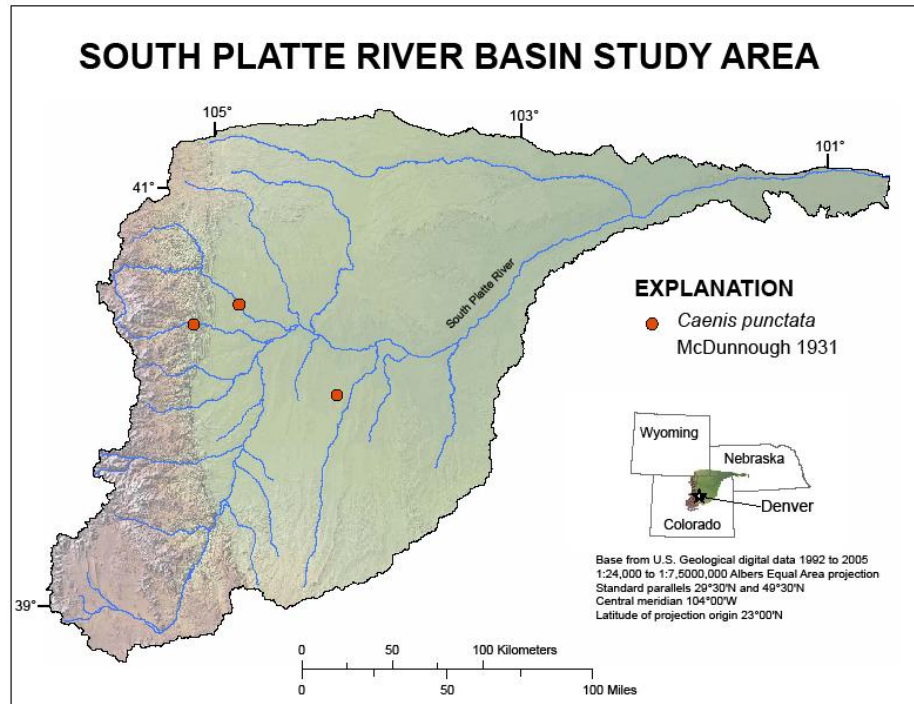 SOUTH PLATTE RIVER BASIN STUDY AREA
105°
103°
101°
41°
South Platte River
EXPLANATION
Caenis punctata
McDunnough 1931
Wyoming
Nebraska
Denver
Colorado
Base from U.S. Geological digital data 1992 to 2005
1:24,000 to 1:7,5000,000 Albers Equal Area projection
Standard parallels 29°30'N and 49°30'N
Central meridian 104°00'W
Latitude of projection origin 23°00'N
39°
0 50 100 Kilometers
0 50 100 Miles